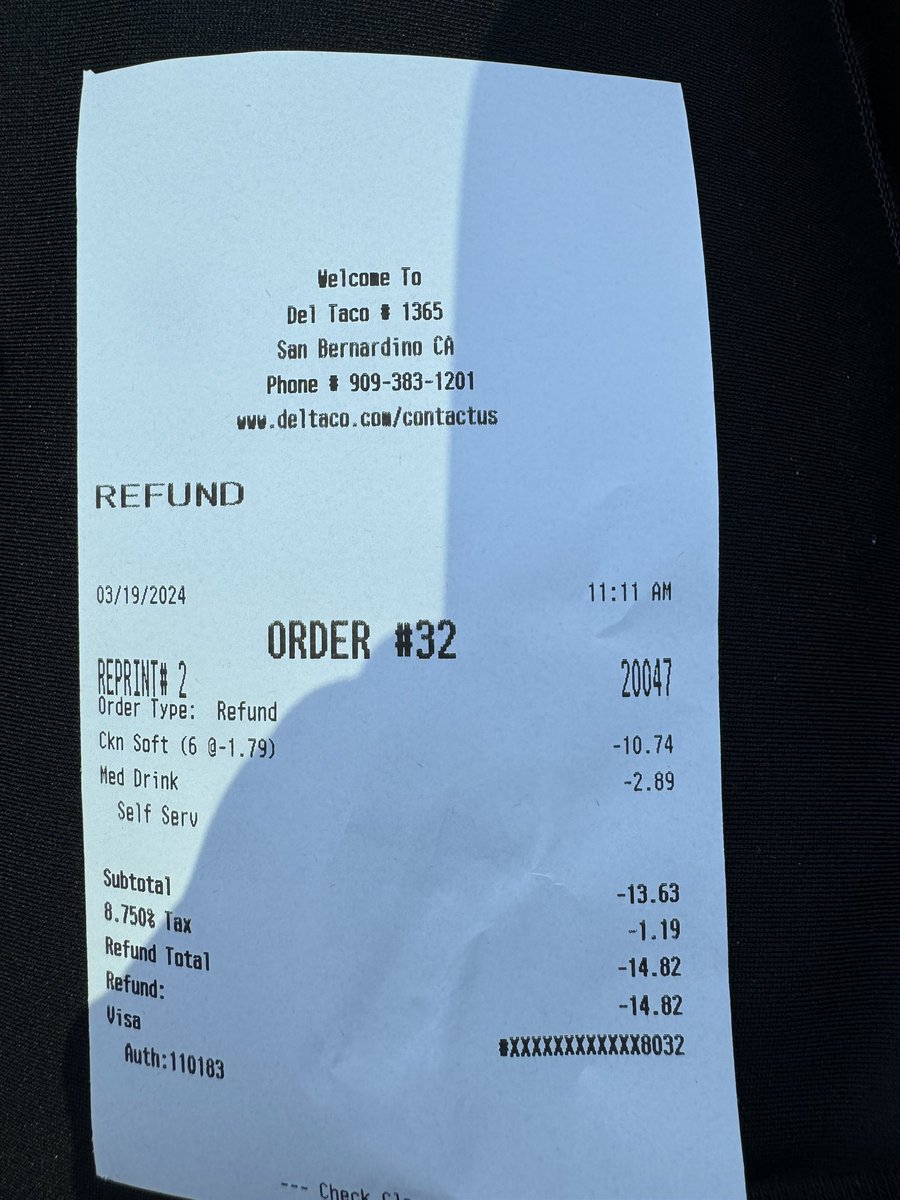 Welcome To
Del Taco # 1365
San Bernardino CA
Phone # 909-383-1201
www.deltaco.com/contactus
REFUND
03/19/2024 11:11 AM
ORDER #32
REPRINT# 2 20047
Order Type: Refund
Ckn Soft (6 @-1.79) -10.74
Med Drink -2.89
Self Serv
Subtotal -13.63
8.750% Tax -1.19
Refund Total -14.82
Refund: -14.82
Visa #XXXXXXXXXXXX8032
Auth:110183
--- Check